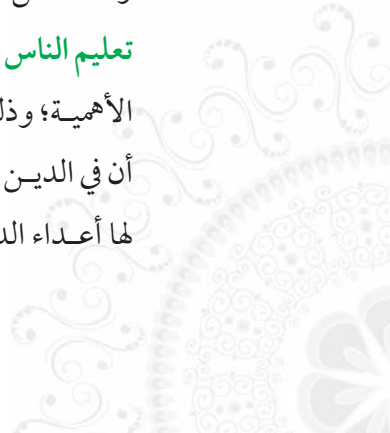 تعليم الناس
الأهميـة؛ وذل
أن في الديـن
لها أعـداء الد